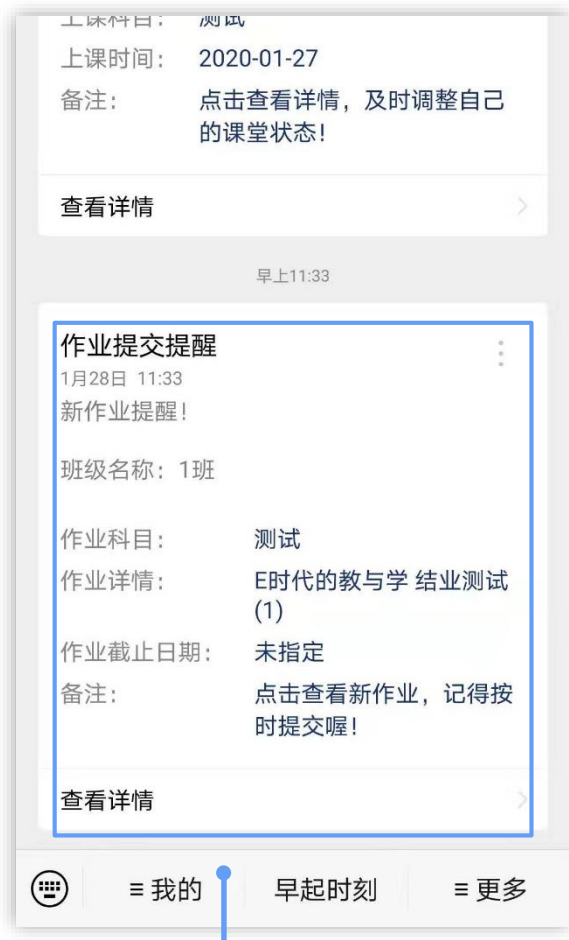 上课科目: 测试
上课时间: 2020-01-27
备注: 点击查看详情，及时调整自己
的课堂状态!
查看详情
早上11:33
作业提交提醒
1月28日 11:33
新作业提醒!
班级名称: 1班
作业科目: 测试
作业详情: E时代的教与学 结业测试
(1)
作业截止日期: 未指定
备注: 点击查看新作业，记得按
时提交喔!
查看详情
≡ 我的 早起时刻 ≡ 更多